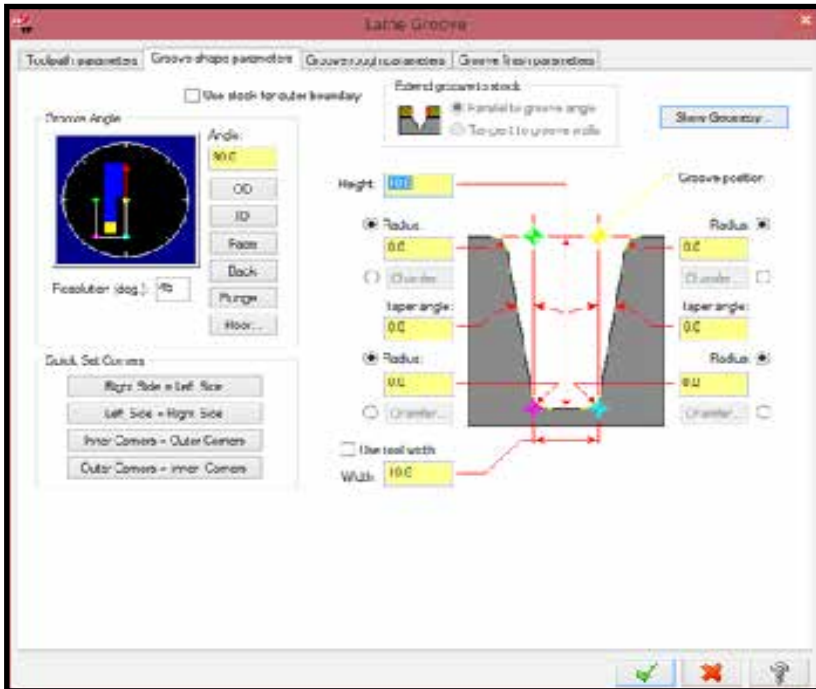 Lathe Groove
Toolpath parameters
Groove shape parameters
Groove rough parameters
Groove finish parameters
Use stock for outer boundary
Extend groove to stock
Parallel to groove angle
Tangent to groove walls
Show Geometry...
Groove Angle
Angle:
90.0
OD
ID
Face
Back
Plunge...
Floor...
Resolution (deg.):
45
Height:
10.0
Groove position
Radius:
0.0
Chamfer...
taper angle:
0.0
Radius:
0.0
Chamfer...
Radius:
0.0
Chamfer...
taper angle:
0.0
Radius:
0.0
Chamfer...
Quick Set Corners
Right Side = Left Side
Left Side = Right Side
Inner Corners = Outer Corners
Outer Corners = Inner Corners
Use tool width
Width:
10.0